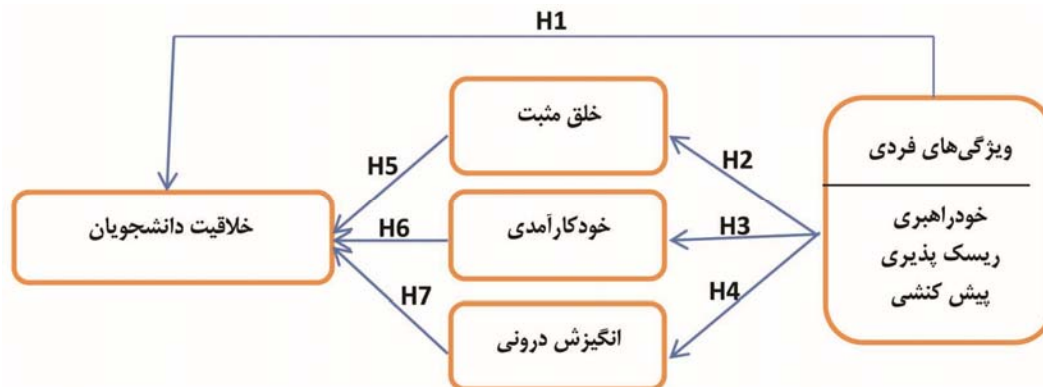 H1
خلق مثبت
ویژگی‌های فردی
H2
H5
خودراهبری
ریسک پذیری
پیش کنشی
خودکارآمدی
H3
H6
خلاقیت دانشجویان
H4
H7
انگیزش درونی